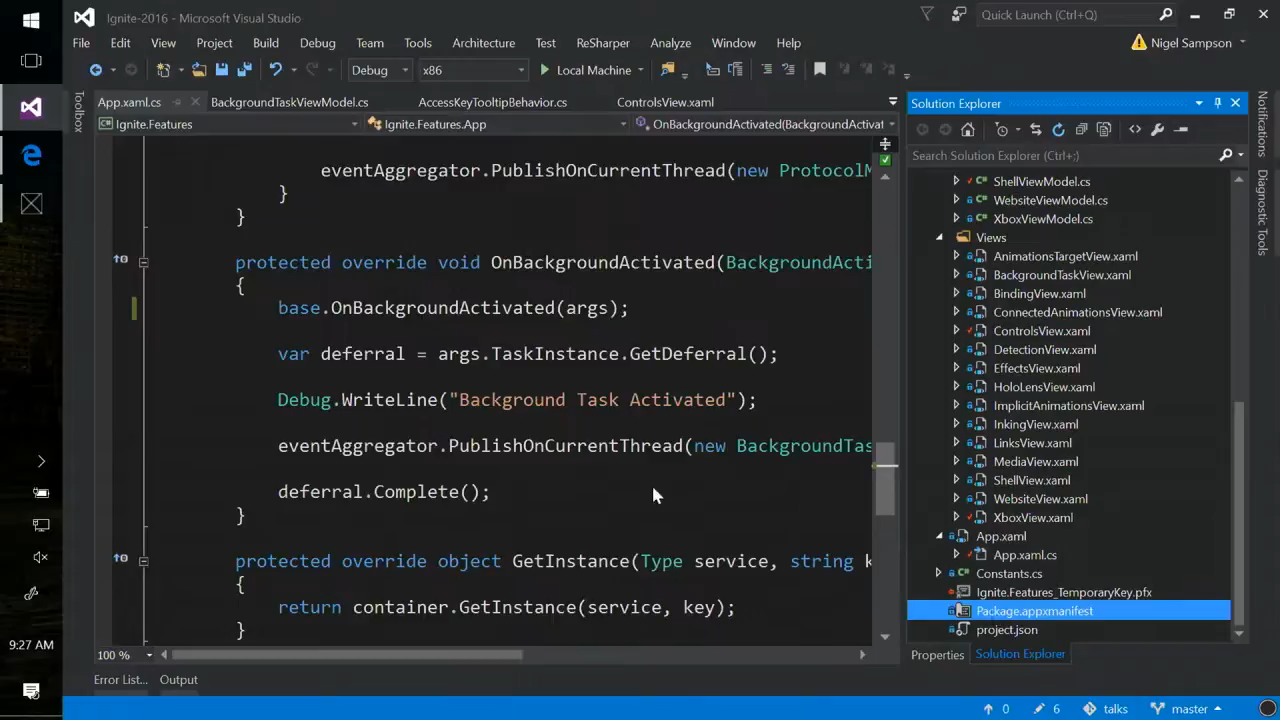 Ignite-2016 - Microsoft Visual Studio
Quick Launch (Ctrl+;)
File Edit View Project Build Debug Team Tools Architecture Test ReSharper Analyze Window Help
Nigel Sampson
Debug x86 Local Machine
Toolbox
App.xaml.cs BackgroundTaskViewModel.cs AccessKeyTooltipBehavior.cs ControlsView.xaml
Ignite.Features Ignite.Features.App OnBackgroundActivated(BackgroundActivat
eventAggregator.PublishOnCurrentThread(new ProtocolM
}
}
protected override void OnBackgroundActivated(BackgroundActi
{
base.OnBackgroundActivated(args);
var deferral = args.TaskInstance.GetDeferral();
Debug.WriteLine("Background Task Activated");
eventAggregator.PublishOnCurrentThread(new BackgroundTas
deferral.Complete();
}
protected override object GetInstance(Type service, string k
{
return container.GetInstance(service, key);
}
100 %
Error List... Output
Solution Explorer
Search Solution Explorer (Ctrl+;)
ShellViewModel.cs
WebsiteViewModel.cs
XboxViewModel.cs
Views
AnimationsTargetView.xaml
BackgroundTaskView.xaml
BindingView.xaml
ConnectedAnimationsView.xaml
ControlsView.xaml
DetectionView.xaml
EffectsView.xaml
HoloLensView.xaml
ImplicitAnimationsView.xaml
InkingView.xaml
LinksView.xaml
MediaView.xaml
ShellView.xaml
WebsiteView.xaml
XboxView.xaml
App.xaml
App.xaml.cs
Constants.cs
Ignite.Features_TemporaryKey.pfx
Package.appxmanifest
project.json
Properties Solution Explorer
Notifications
Diagnostic Tools
9:27 AM
0 6 talks master